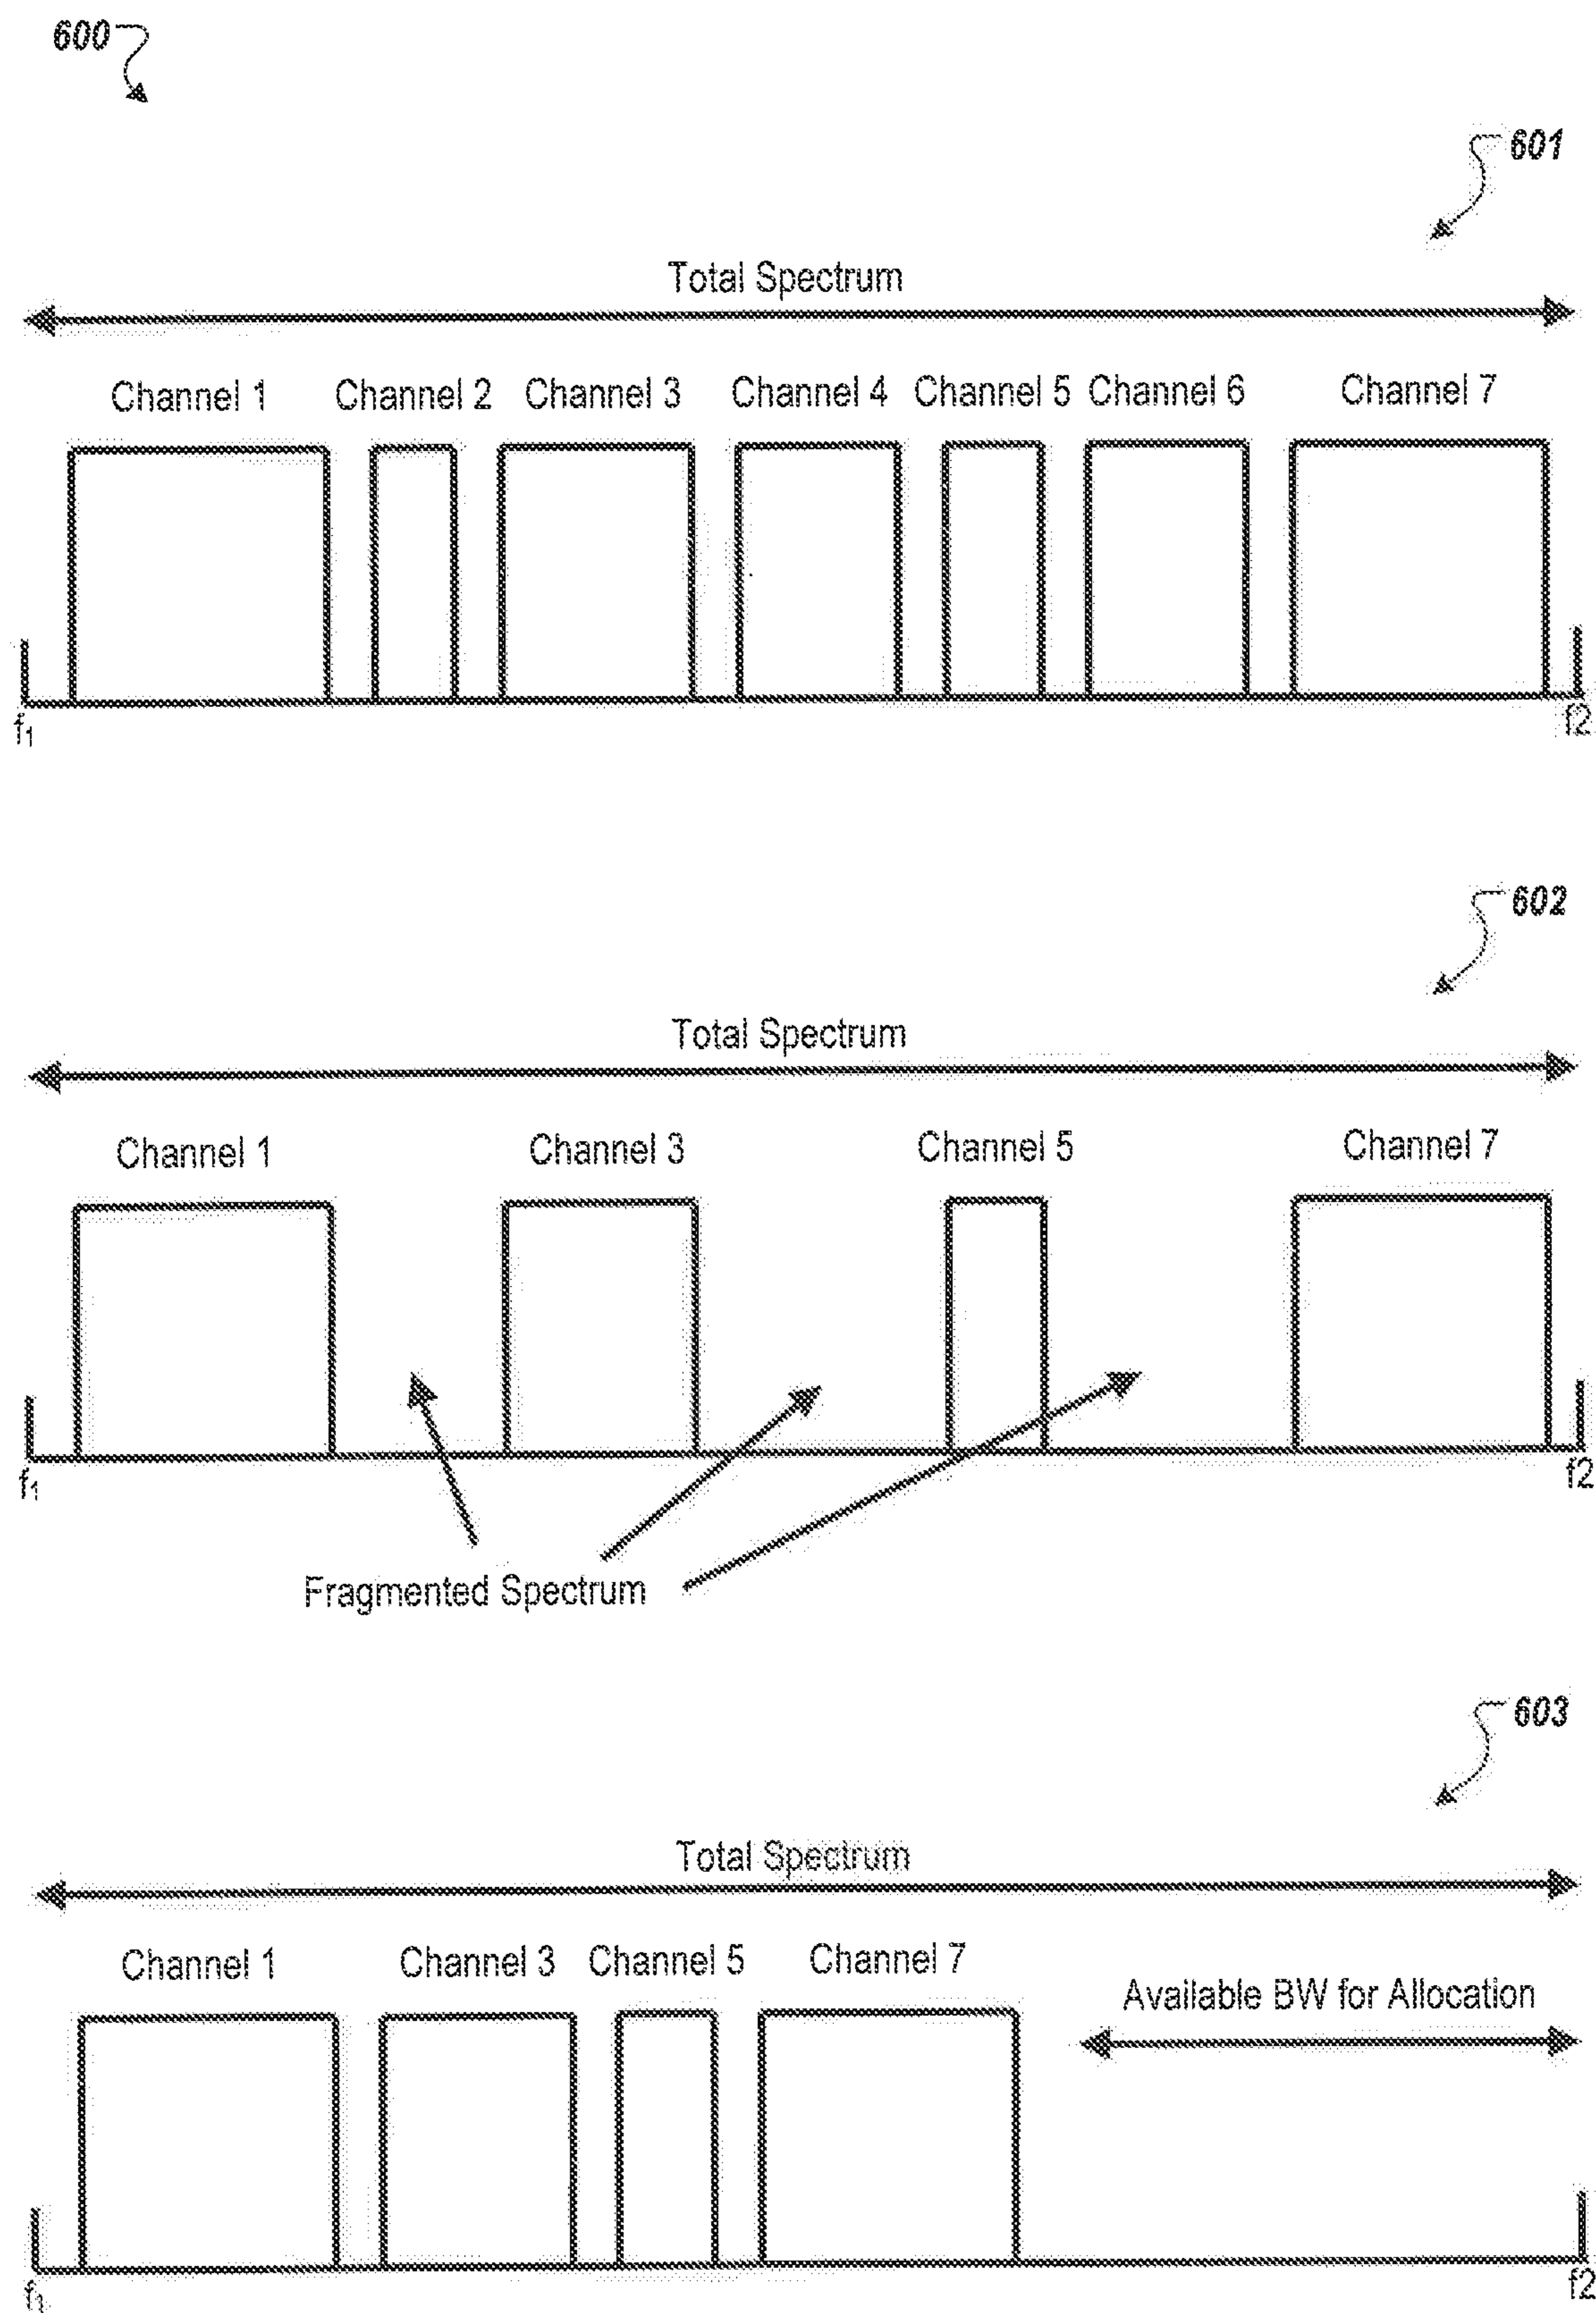 600
601
Total Spectrum
Channel 1 Channel 2 Channel 3 Channel 4 Channel 5 Channel 6 Channel 7
f₁ f2
602
Total Spectrum
Channel 1 Channel 3 Channel 5 Channel 7
f₁ f2
Fragmented Spectrum
603
Total Spectrum
Channel 1 Channel 3 Channel 5 Channel 7
Available BW for Allocation
f₁ f2